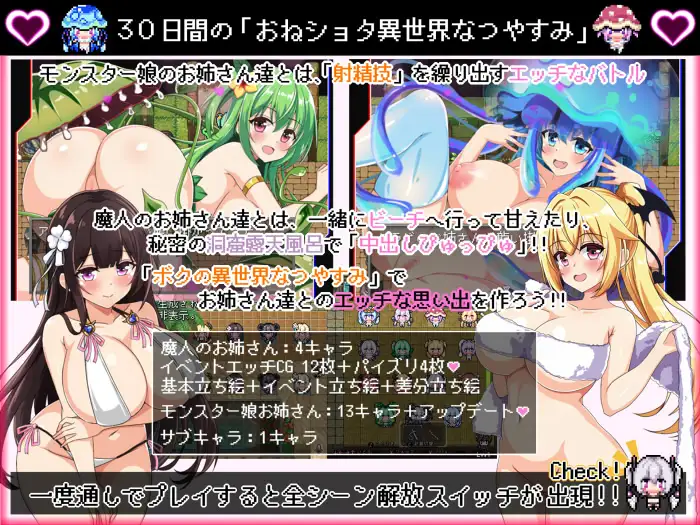 30日間の「おねショタ異世界なつやすみ」
モンスター娘のお姉さん達とは、「射精技」を繰り出すエッチなバトル
魔人のお姉さん達とは、一緒にビーチへ行って甘えたり、
秘密の洞窟露天風呂で「中出しぴゅっぴゅ」!!
「ボクの異世界なつやすみ」で
お姉さん達とのエッチな思い出を作ろう!!
非表示。
魔人のお姉さん：4キャラ
イベントエッチCG 12枚＋パイズリ4枚♥
基本立ち絵＋イベント立ち絵＋差分立ち絵
モンスター娘お姉さん：13キャラ＋アップデート♥
サブキャラ：1キャラ
Check!
一度通しでプレイすると全シーン解放スイッチが出現!!